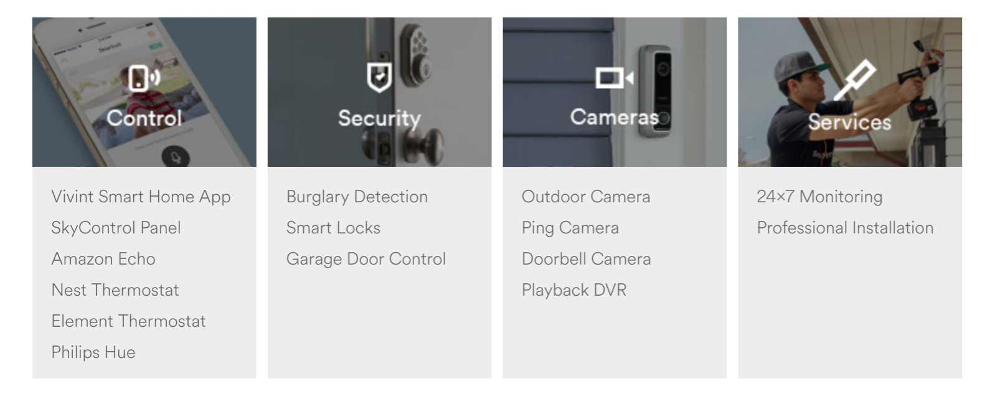 Doorbell
Control
Vivint Smart Home App
SkyControl Panel
Amazon Echo
Nest Thermostat
Element Thermostat
Philips Hue
Security
Burglary Detection
Smart Locks
Garage Door Control
Cameras
Outdoor Camera
Ping Camera
Doorbell Camera
Playback DVR
Services
24×7 Monitoring
Professional Installation